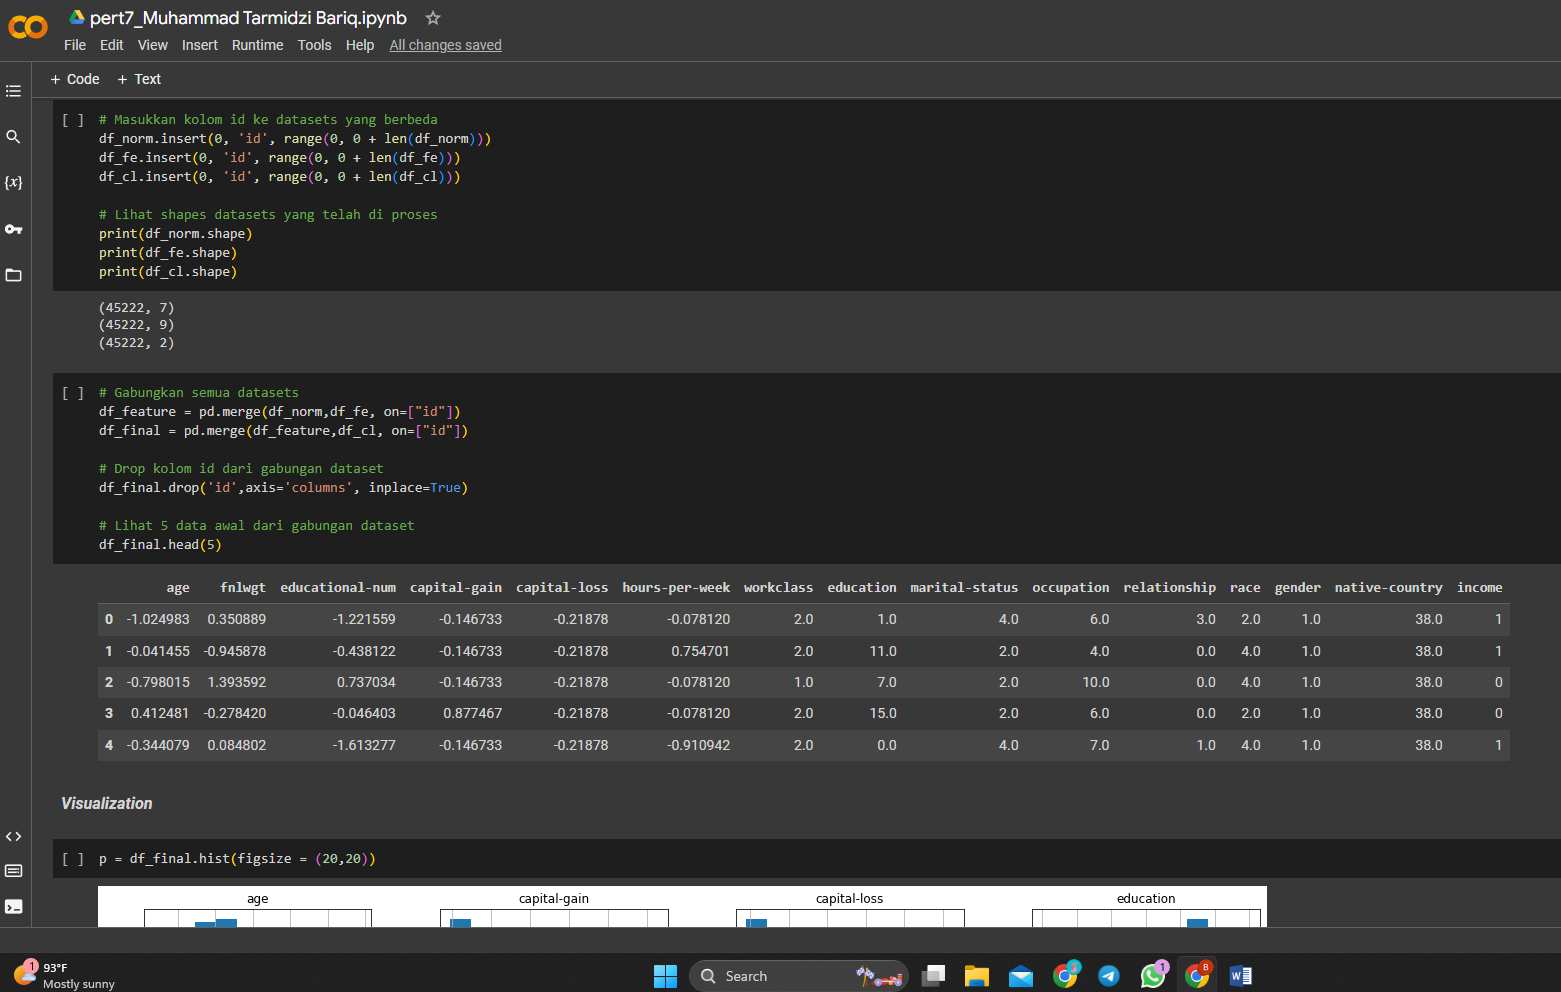 pert7_Muhammad Tarmidzi Bariq.ipynb
File Edit View Insert Runtime Tools Help All changes saved
+ Code + Text
[ ] # Masukkan kolom id ke datasets yang berbeda
df_norm.insert(0, 'id', range(0, 0 + len(df_norm)))
df_fe.insert(0, 'id', range(0, 0 + len(df_fe)))
df_cl.insert(0, 'id', range(0, 0 + len(df_cl)))
# Lihat shapes datasets yang telah di proses
print(df_norm.shape)
print(df_fe.shape)
print(df_cl.shape)
(45222, 7)
(45222, 9)
(45222, 2)
[ ] # Gabungkan semua datasets
df_feature = pd.merge(df_norm,df_fe, on=["id"])
df_final = pd.merge(df_feature,df_cl, on=["id"])
# Drop kolom id dari gabungan dataset
df_final.drop('id',axis='columns', inplace=True)
# Lihat 5 data awal dari gabungan dataset
df_final.head(5)
age fnlwgt educational-num capital-gain capital-loss hours-per-week workclass education marital-status occupation relationship race gender native-country income
0 -1.024983 0.350889 -1.221559 -0.146733 -0.21878 -0.078120 2.0 1.0 4.0 6.0 3.0 2.0 1.0 38.0 1
1 -0.041455 -0.945878 -0.438122 -0.146733 -0.21878 0.754701 2.0 11.0 2.0 4.0 0.0 4.0 1.0 38.0 1
2 -0.798015 1.393592 0.737034 -0.146733 -0.21878 -0.078120 1.0 7.0 2.0 10.0 0.0 4.0 1.0 38.0 0
3 0.412481 -0.278420 -0.046403 0.877467 -0.21878 -0.078120 2.0 15.0 2.0 6.0 0.0 2.0 1.0 38.0 0
4 -0.344079 0.084802 -1.613277 -0.146733 -0.21878 -0.910942 2.0 0.0 4.0 7.0 1.0 4.0 1.0 38.0 1
Visualization
[ ] p = df_final.hist(figsize = (20,20))
age capital-gain capital-loss education
1 93°F
Mostly sunny
Search